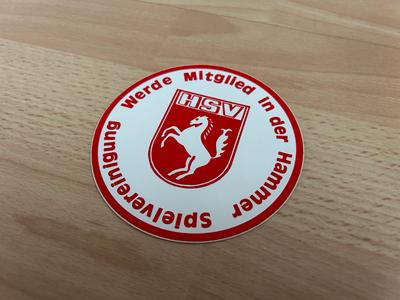 Werde Mitglied in der Hammer Spielvereinigung
HSV